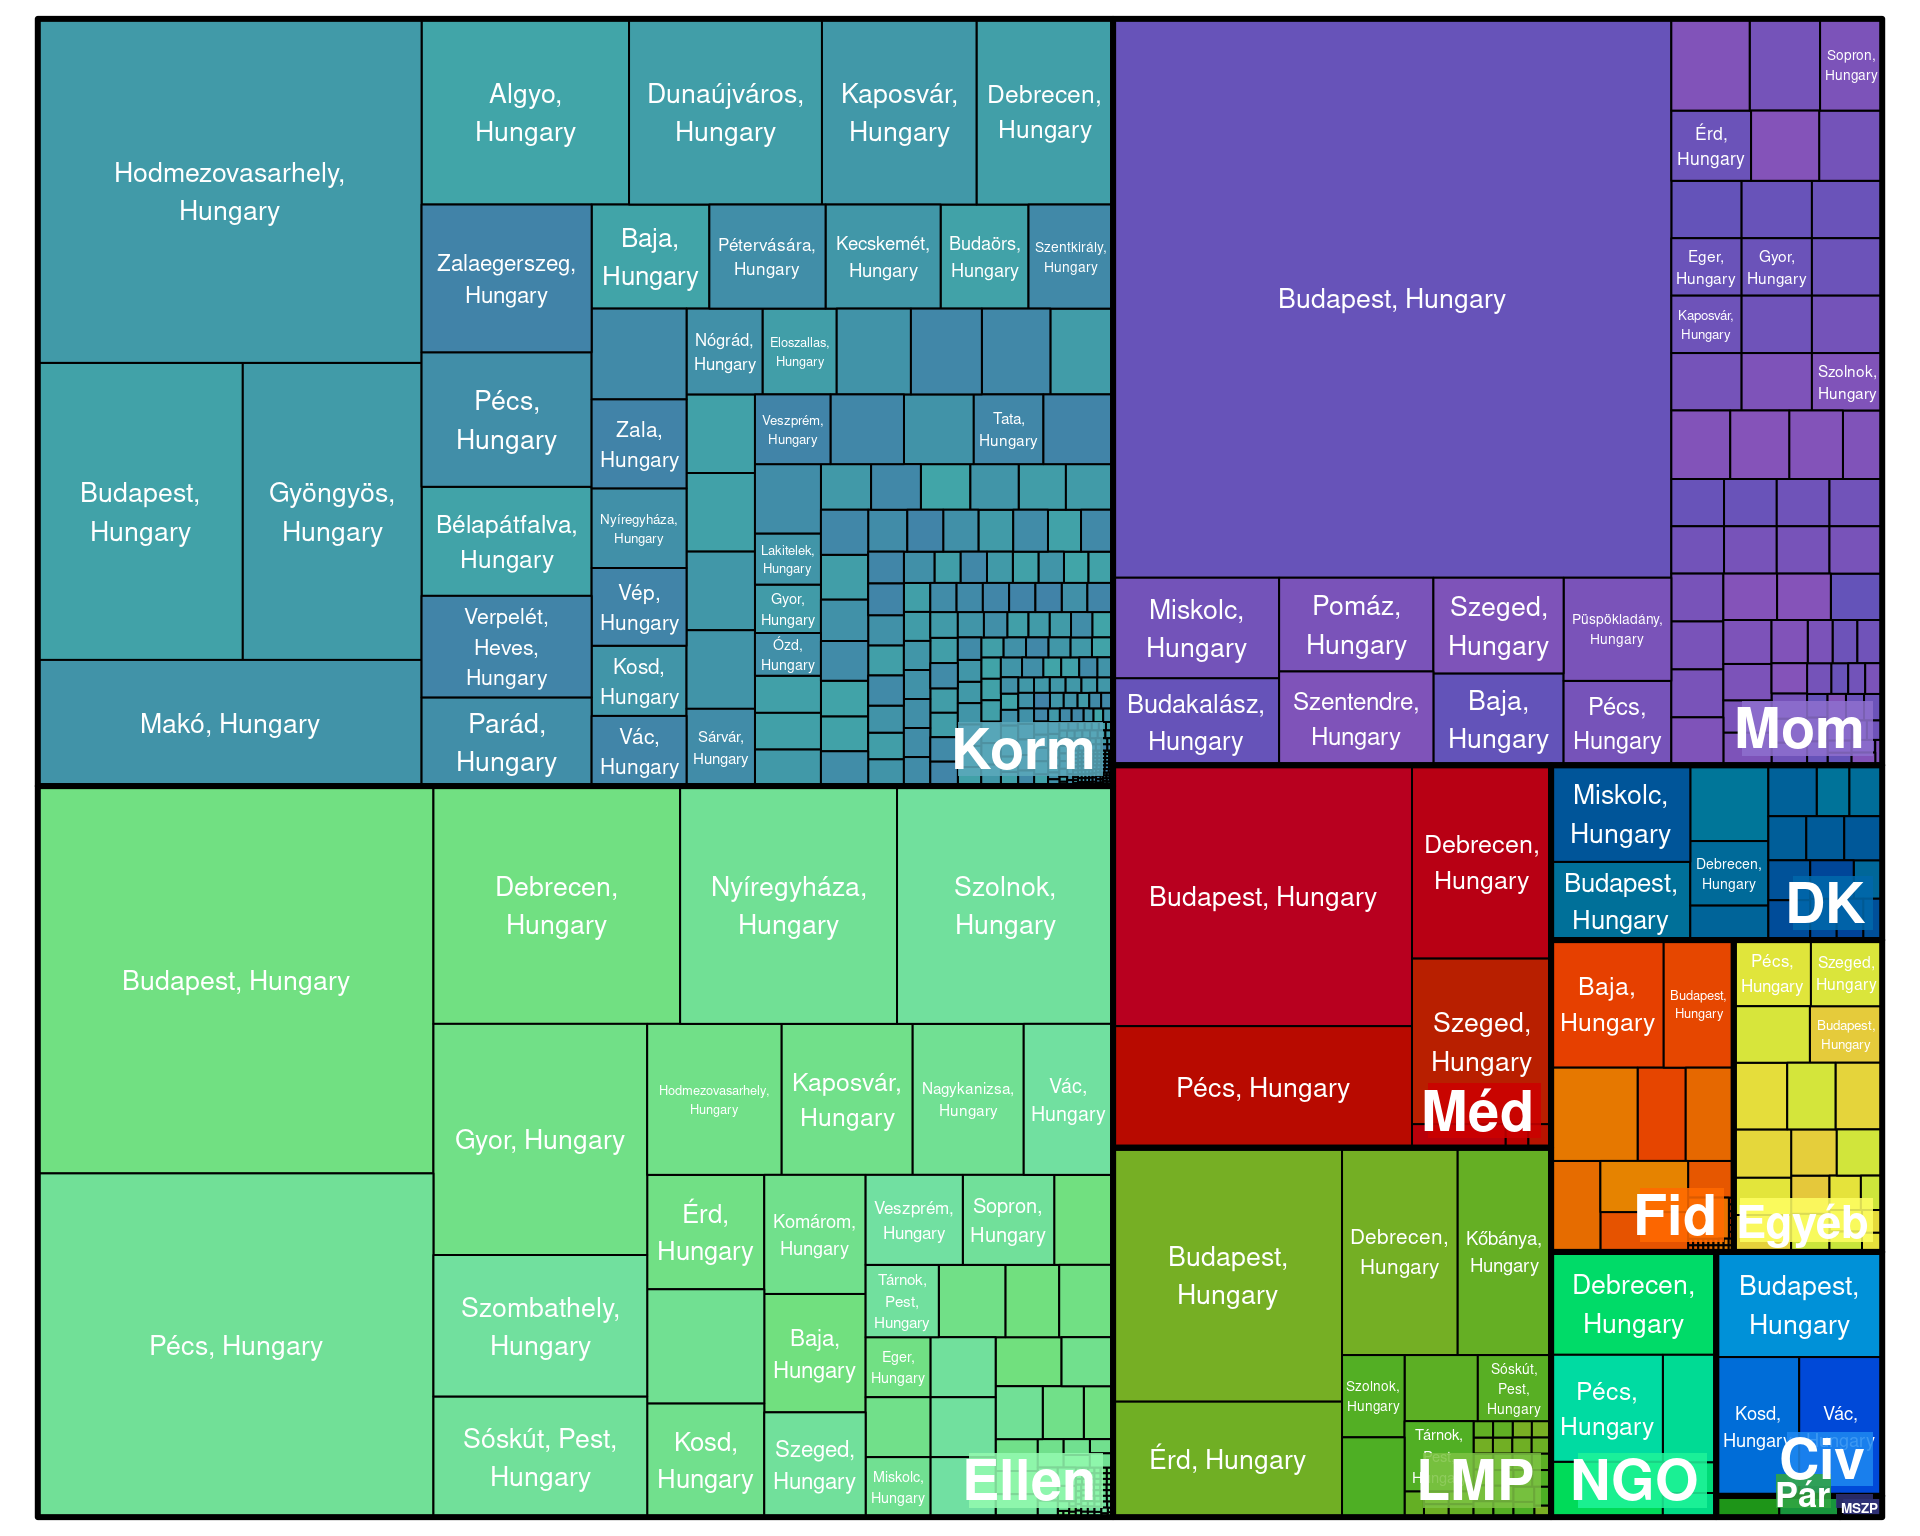 Hodmezovasarhely,
Hungary
Algyo,
Hungary
Dunaújváros,
Hungary
Kaposvár,
Hungary
Debrecen,
Hungary
Zalaegerszeg,
Hungary
Baja,
Hungary
Pétervására,
Hungary
Kecskemét,
Hungary
Budaörs,
Hungary
Szentkirály,
Hungary
Nógrád,
Hungary
Eloszallas,
Hungary
Budapest,
Hungary
Gyöngyös,
Hungary
Makó, Hungary
Pécs,
Hungary
Bélapátfalva,
Hungary
Verpelét,
Heves,
Hungary
Parád,
Hungary
Zala,
Hungary
Nyíregyháza,
Hungary
Vép,
Hungary
Kosd,
Hungary
Vác,
Hungary
Veszprém,
Hungary
Tata,
Hungary
Lakitelek,
Hungary
Gyor,
Hungary
Ózd,
Hungary
Sárvár,
Hungary
Korm
Budapest, Hungary
Sopron,
Hungary
Érd,
Hungary
Eger,
Hungary
Gyor,
Hungary
Kaposvár,
Hungary
Szolnok,
Hungary
Miskolc,
Hungary
Pomáz,
Hungary
Szeged,
Hungary
Püspökladány,
Hungary
Budakalász,
Hungary
Szentendre,
Hungary
Baja,
Hungary
Pécs,
Hungary
Mom
Budapest, Hungary
Debrecen,
Hungary
Nyíregyháza,
Hungary
Szolnok,
Hungary
Pécs, Hungary
Gyor, Hungary
Hodmezovasarhely,
Hungary
Kaposvár,
Hungary
Nagykanizsa,
Hungary
Vác,
Hungary
Szombathely,
Hungary
Sóskút, Pest,
Hungary
Érd,
Hungary
Komárom,
Hungary
Veszprém,
Hungary
Sopron,
Hungary
Tárnok,
Pest,
Hungary
Baja,
Hungary
Eger,
Hungary
Kosd,
Hungary
Szeged,
Hungary
Miskolc,
Hungary
Ellen
Budapest, Hungary
Debrecen,
Hungary
Pécs, Hungary
Szeged,
Hungary
Méd
Miskolc,
Hungary
Budapest,
Hungary
Debrecen,
Hungary
DK
Baja,
Hungary
Budapest,
Hungary
Fid
Pécs,
Hungary
Szeged,
Hungary
Budapest,
Hungary
Egyéb
Budapest,
Hungary
Debrecen,
Hungary
Kőbánya,
Hungary
Érd, Hungary
Szolnok,
Hungary
Sóskút,
Pest,
Hungary
Tárnok,
Pest,
Hungary
LMP
Debrecen,
Hungary
Pécs,
Hungary
NGO
Budapest,
Hungary
Kosd,
Hungary
Vác,
Hungary
Civ
Pár
MSZP